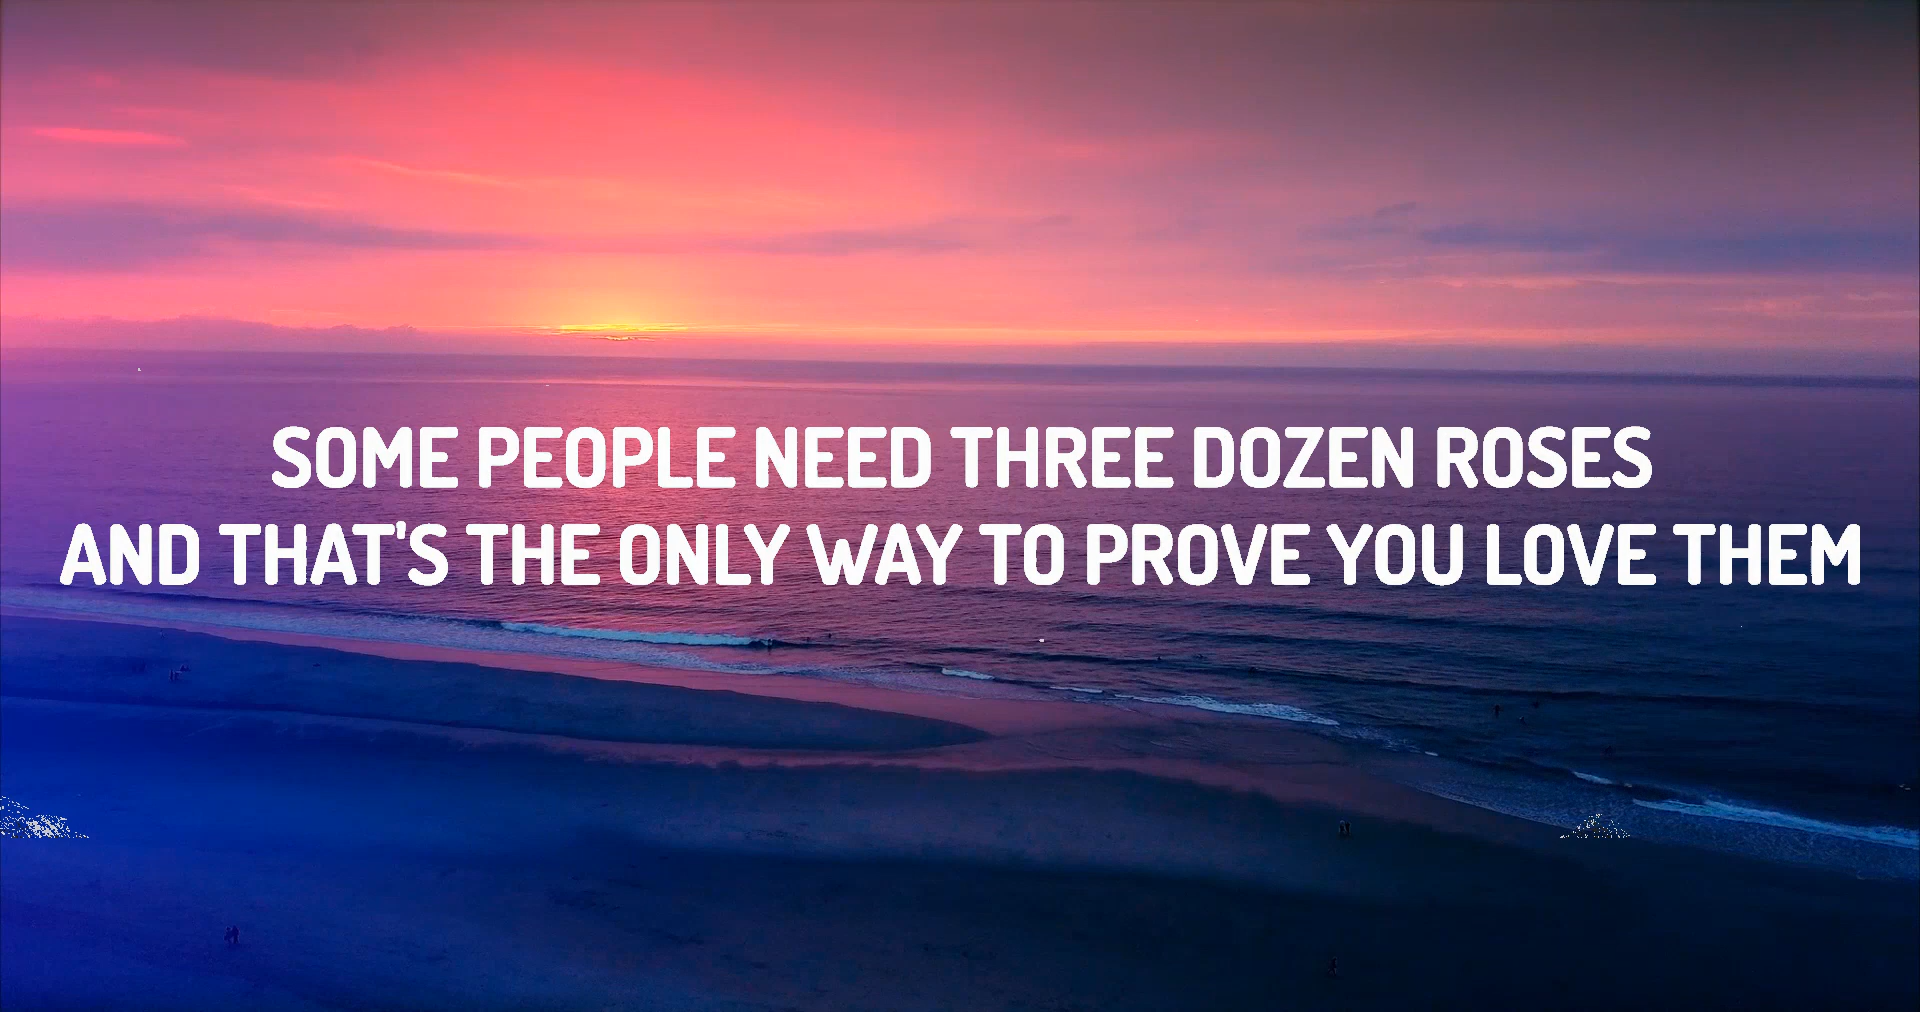 SOME PEOPLE NEED THREE DOZEN ROSES
AND THAT'S THE ONLY WAY TO PROVE YOU LOVE THEM